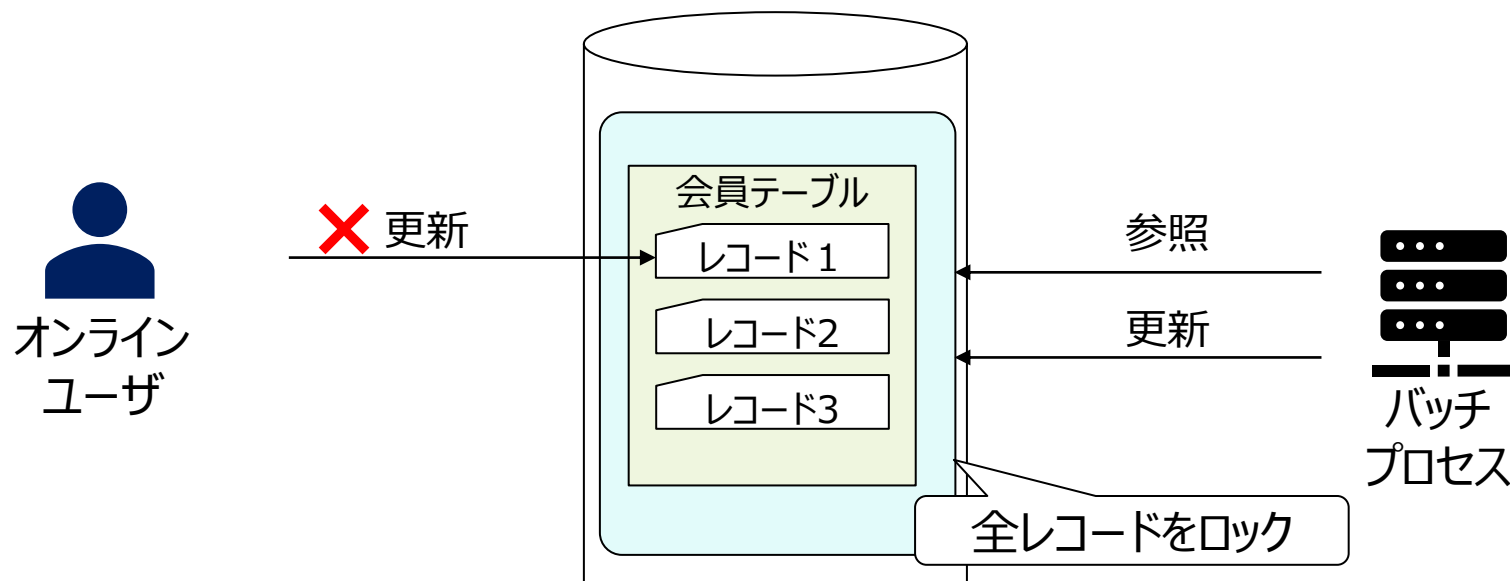 会員テーブル
更新
レコード１
レコード2
レコード3
オンライン
ユーザ
参照
更新
バッチ
プロセス
全レコードをロック